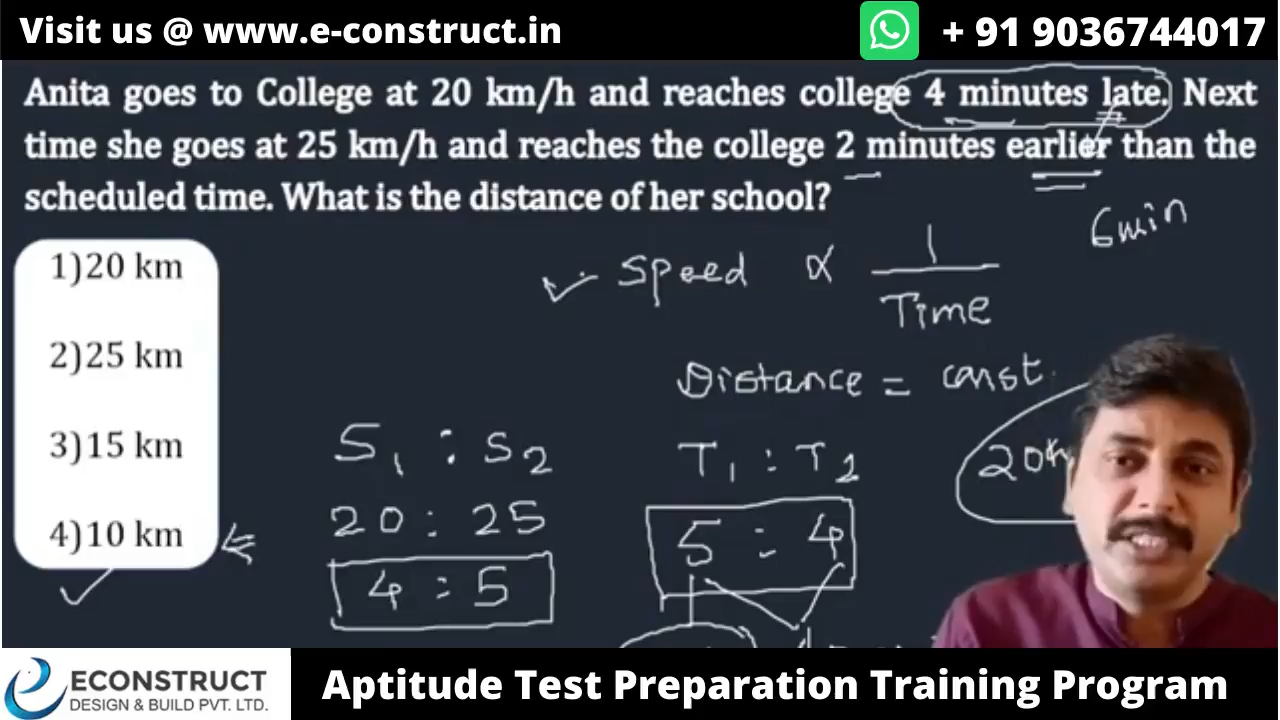 Visit us @ www.e-construct.in
+ 91 9036744017
Anita goes to College at 20 km/h and reaches college 4 minutes late. Next
time she goes at 25 km/h and reaches the college 2 minutes earlier than the
scheduled time. What is the distance of her school?
6min
1)20 km
2)25 km
3)15 km
4)10 km
Speed ∝ 1
Time
Distance = const.
S1 : S2
T1 : T2
20
20 : 25
5 : 4
4 : 5
ECONSTRUCT
DESIGN & BUILD PVT. LTD.
Aptitude Test Preparation Training Program